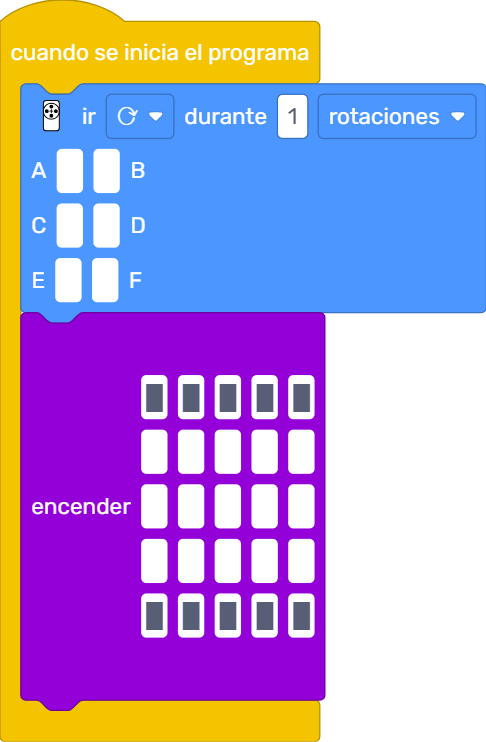 cuando se inicia el programa
ir durante 1 rotaciones
A B
C D
E F
encender